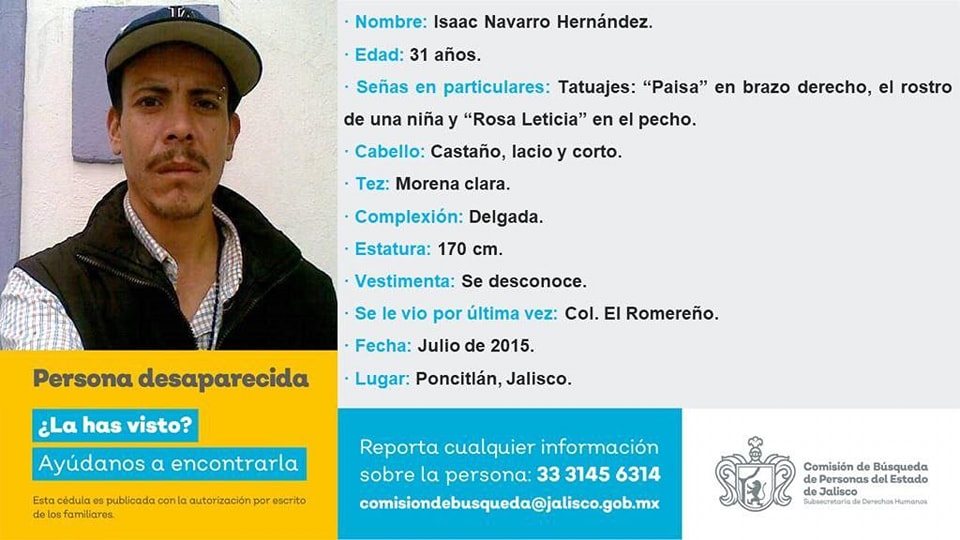 · Nombre: Isaac Navarro Hernández.
· Edad: 31 años.
· Señas en particulares: Tatuajes: “Paisa” en brazo derecho, el rostro
de una niña y “Rosa Leticia” en el pecho.
· Cabello: Castaño, lacio y corto.
· Tez: Morena clara.
· Complexión: Delgada.
· Estatura: 170 cm.
· Vestimenta: Se desconoce.
· Se le vio por última vez: Col. El Romereño.
· Fecha: Julio de 2015.
· Lugar: Poncitlán, Jalisco.
Persona desaparecida
¿La has visto?
Ayúdanos a encontrarla
Esta cédula es publicada con la autorización por escrito
de los familiares.
Reporta cualquier información
sobre la persona: 33 3145 6314
comisiondebusqueda@jalisco.gob.mx
Comisión de Búsqueda
de Personas del Estado
de Jalisco
Subsecretaría de Derechos Humanos